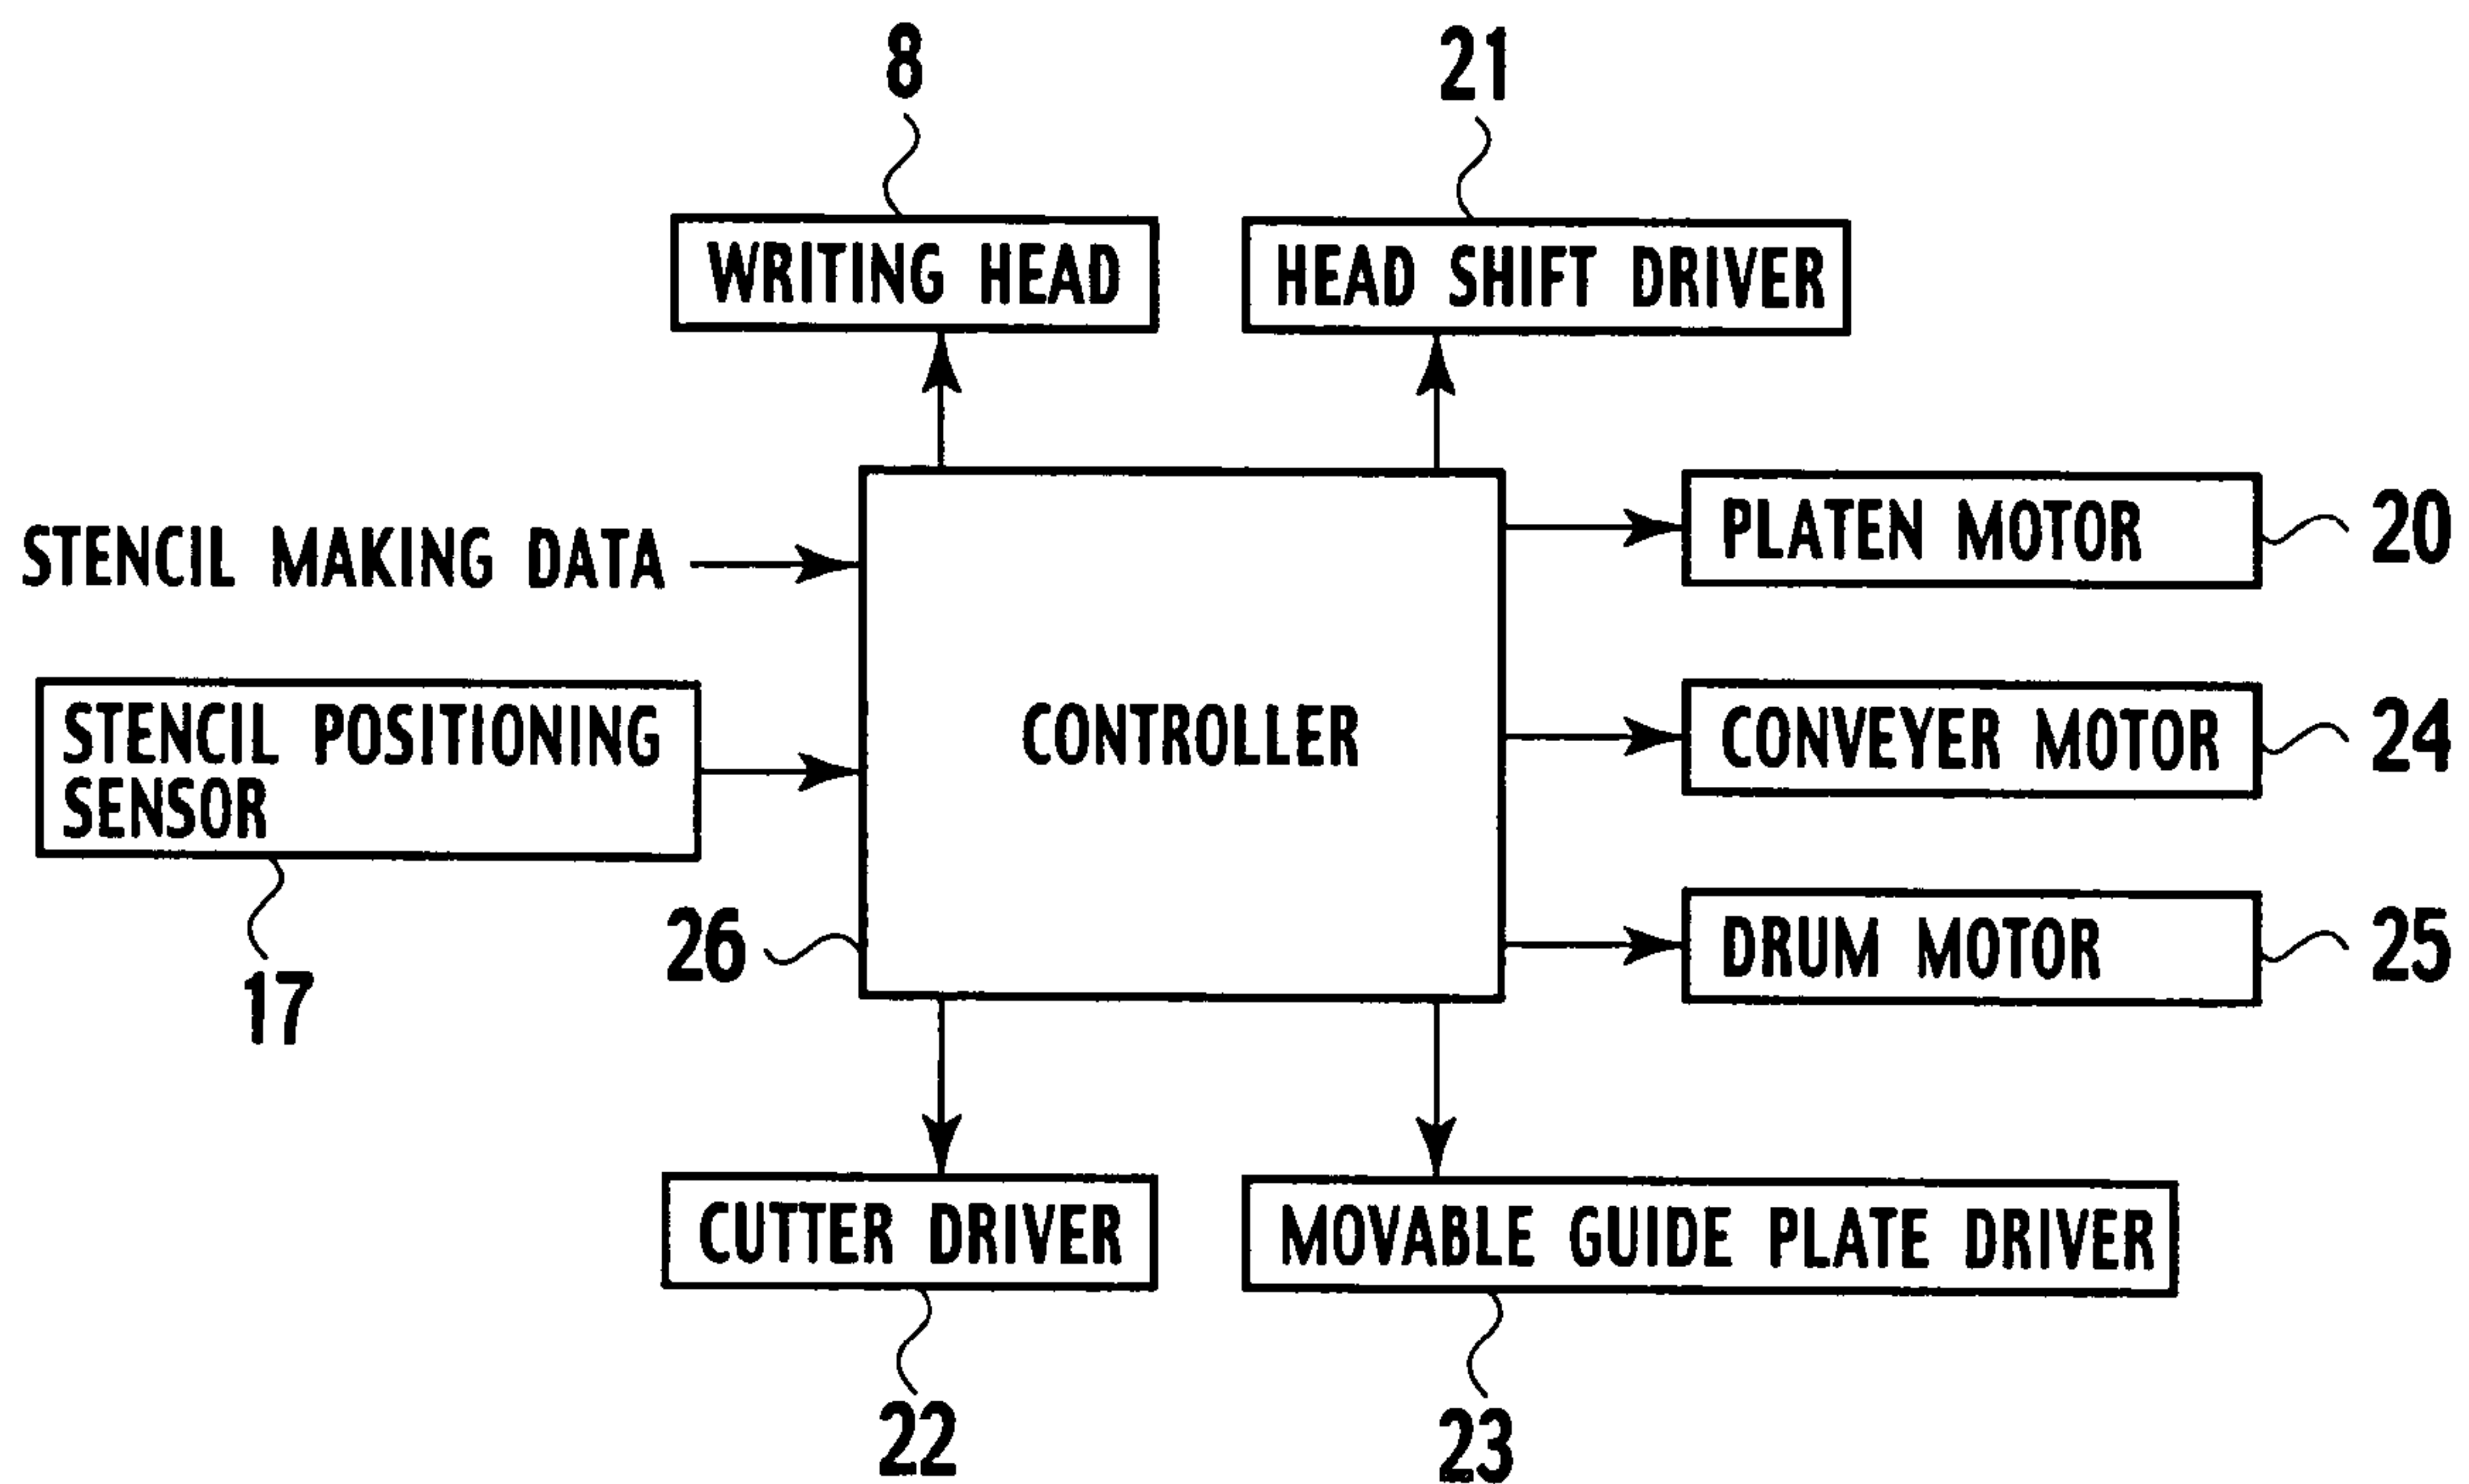 8
21
WRITING HEAD
HEAD SHIFT DRIVER
STENCIL MAKING DATA
PLATEN MOTOR
20
STENCIL POSITIONING
SENSOR
CONTROLLER
CONVEYER MOTOR
24
17
26
DRUM MOTOR
25
CUTTER DRIVER
MOVABLE GUIDE PLATE DRIVER
22
23